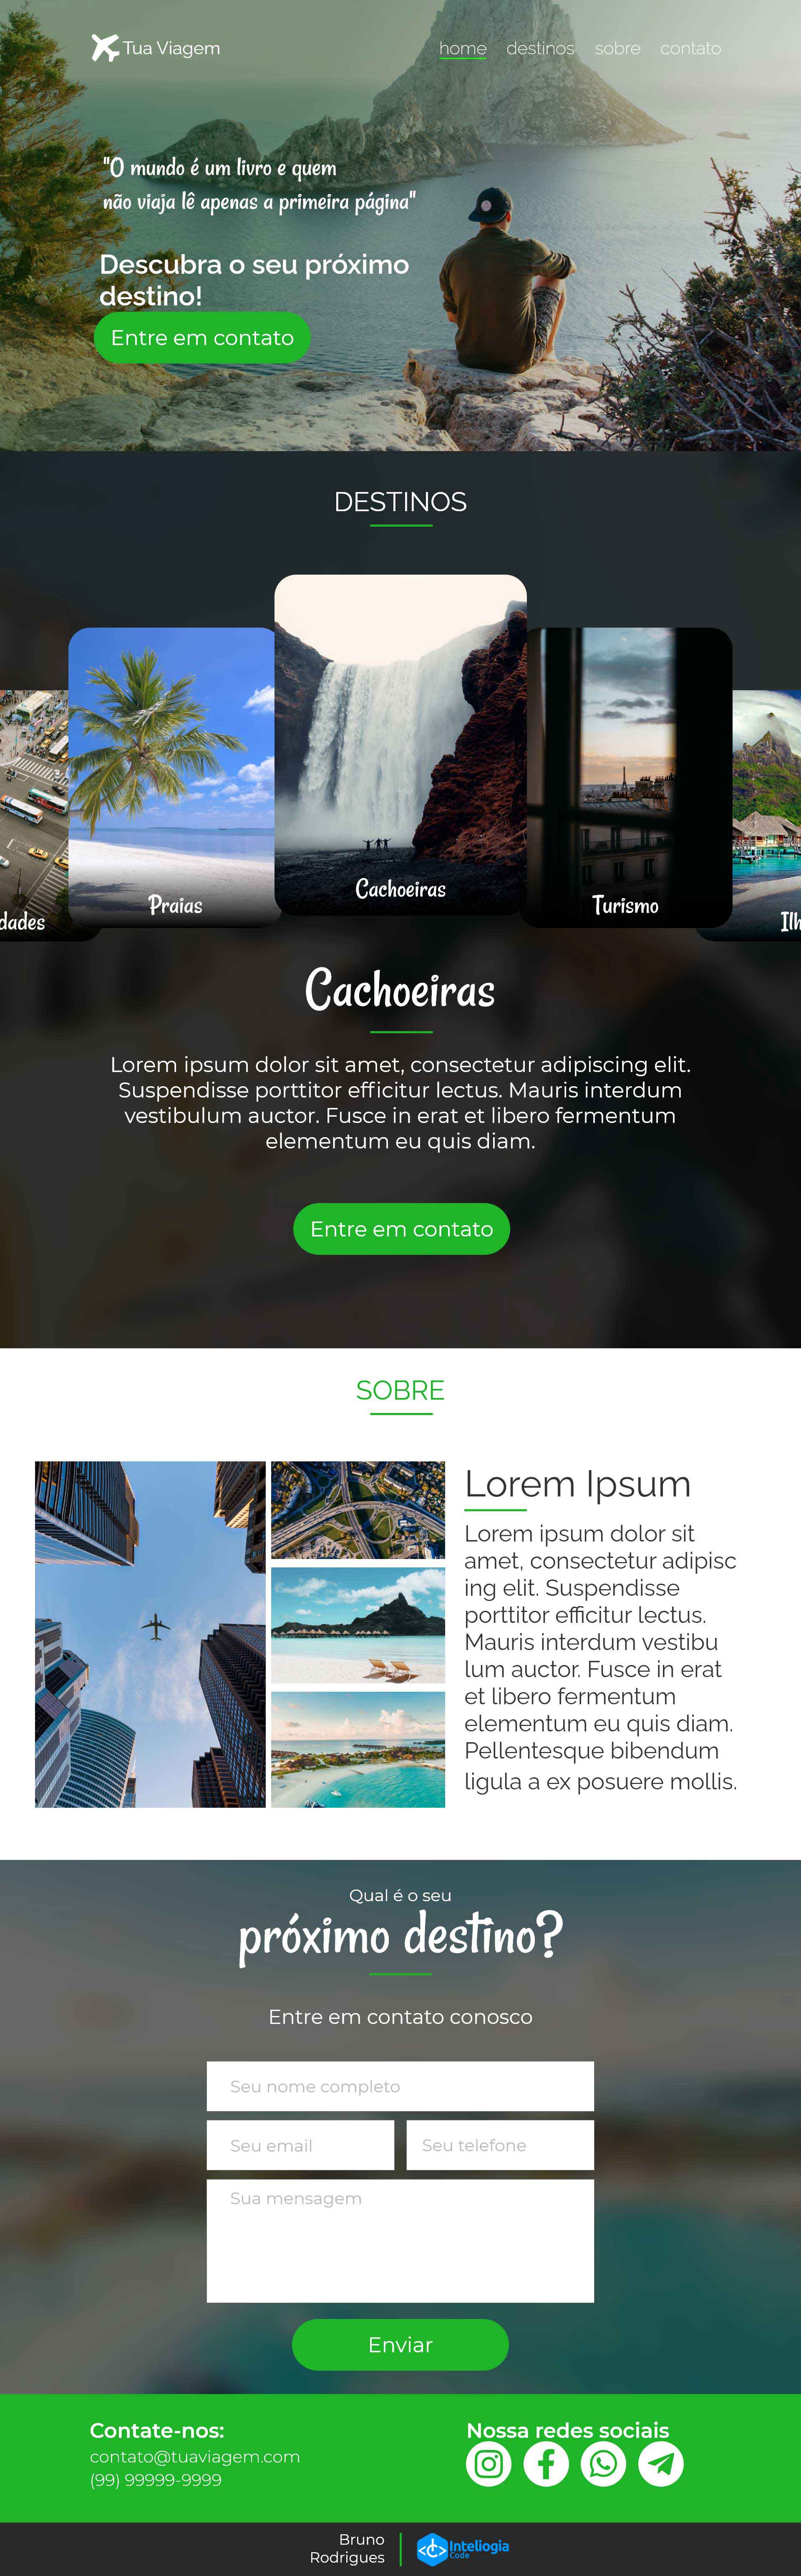 Tua Viagem
home destinos sobre contato
"O mundo é um livro e quem
não viaja lê apenas a primeira página"
Descubra o seu próximo
destino!
Entre em contato
DESTINOS
dades
Praias
Cachoeiras
Turismo
Ilh
Cachoeiras
Lorem ipsum dolor sit amet, consectetur adipiscing elit.
Suspendisse porttitor efficitur lectus. Mauris interdum
vestibulum auctor. Fusce in erat et libero fermentum
elementum eu quis diam.
Entre em contato
SOBRE
Lorem Ipsum
Lorem ipsum dolor sit
amet, consectetur adipisc
ing elit. Suspendisse
porttitor efficitur lectus.
Mauris interdum vestibu
lum auctor. Fusce in erat
et libero fermentum
elementum eu quis diam.
Pellentesque bibendum
ligula a ex posuere mollis.
Qual é o seu
próximo destino?
Entre em contato conosco
Seu nome completo
Seu email
Seu telefone
Sua mensagem
Enviar
Contate-nos:
contato@tuaviagem.com
(99) 99999-9999
Nossa redes sociais
Bruno
Rodrigues
Inteliogia
Code